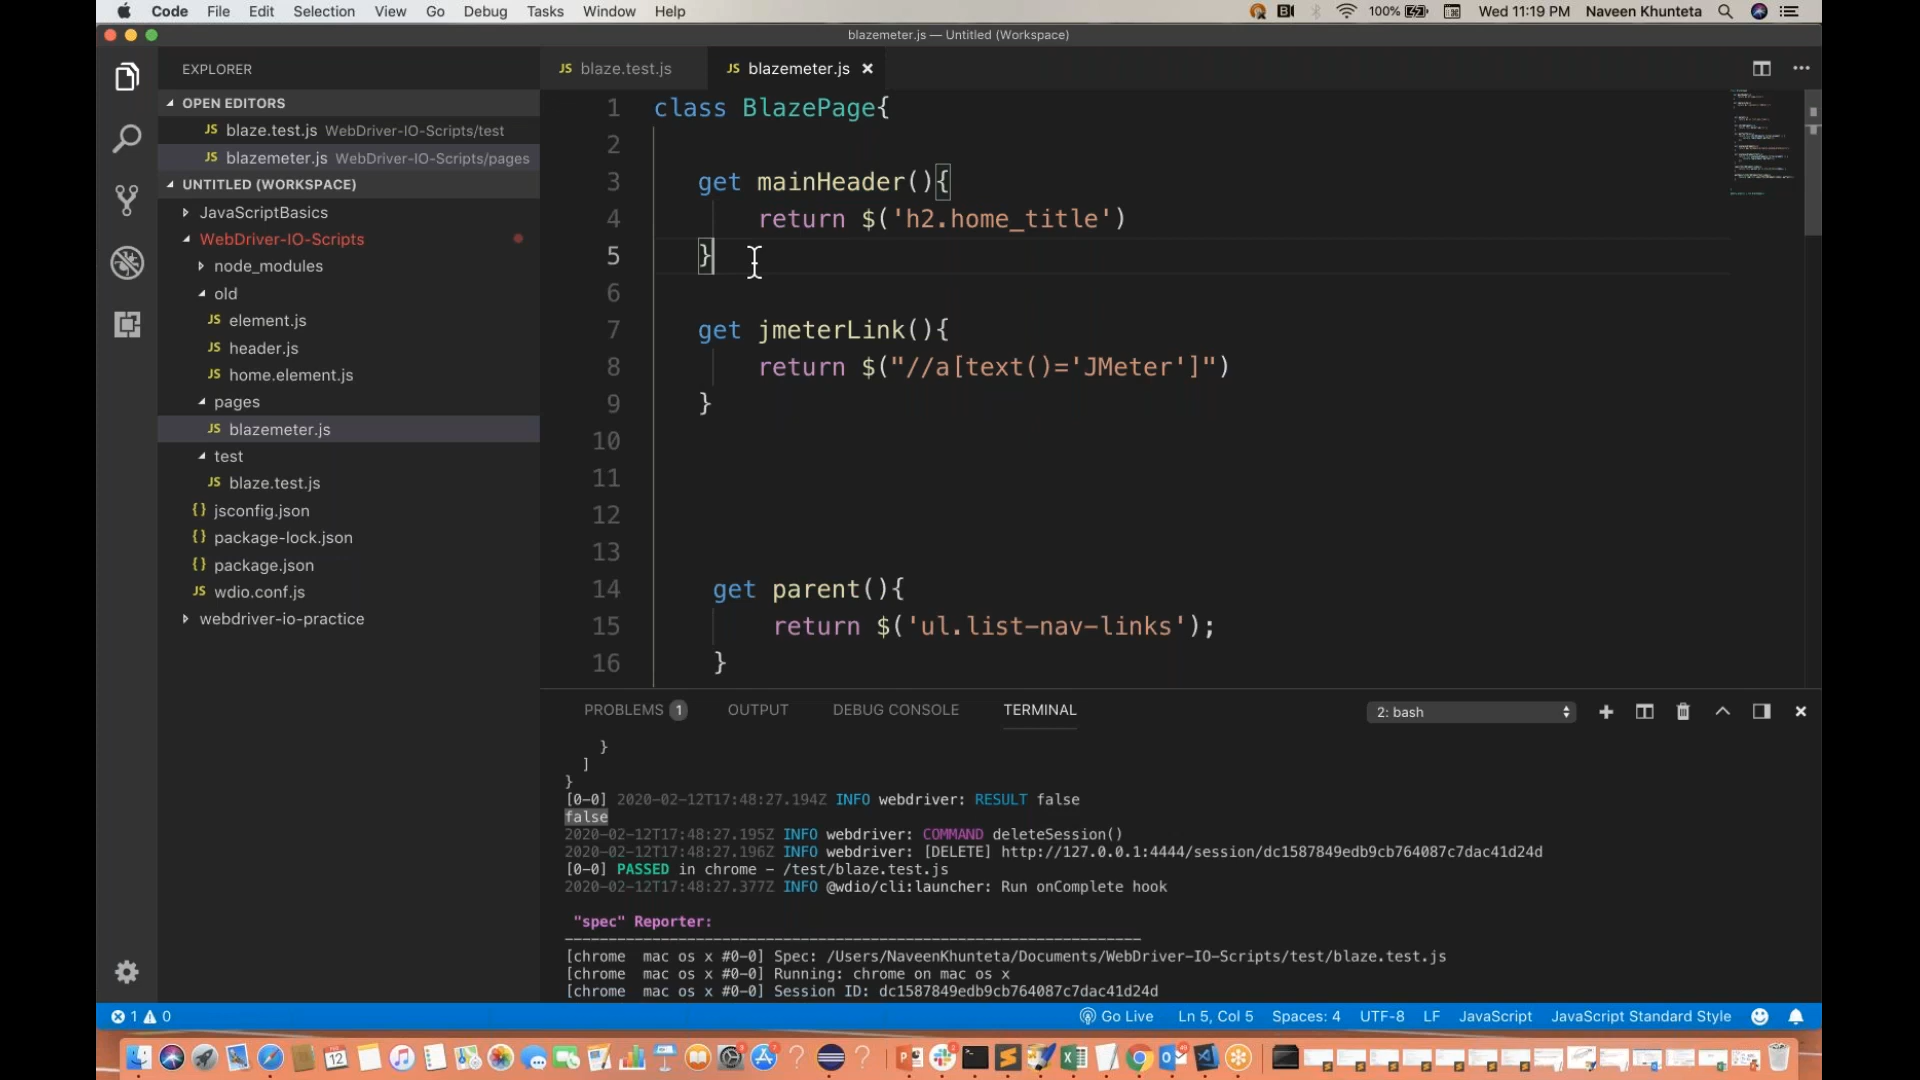 Code File Edit Selection View Go Debug Tasks Window Help 100% Wed 11:19 PM Naveen Khunteta
blazemeter.js — Untitled (Workspace)
EXPLORER
OPEN EDITORS
JS blaze.test.js WebDriver-IO-Scripts/test
JS blazemeter.js WebDriver-IO-Scripts/pages
UNTITLED (WORKSPACE)
JavaScriptBasics
WebDriver-IO-Scripts
node_modules
old
JS element.js
JS header.js
JS home.element.js
pages
JS blazemeter.js
test
JS blaze.test.js
{} jsconfig.json
{} package-lock.json
{} package.json
JS wdio.conf.js
webdriver-io-practice
JS blaze.test.js JS blazemeter.js
1 class BlazePage{
2
3 get mainHeader(){
4 return $('h2.home_title')
5 }
6
7 get jmeterLink(){
8 return $("//a[text()='JMeter']")
9 }
10
11
12
13
14 get parent(){
15 return $('ul.list-nav-links');
16 }
PROBLEMS 1 OUTPUT DEBUG CONSOLE TERMINAL 2: bash
}
]
}
[0-0] 2020-02-12T17:48:27.194Z INFO webdriver: RESULT false
false
2020-02-12T17:48:27.195Z INFO webdriver: COMMAND deleteSession()
2020-02-12T17:48:27.196Z INFO webdriver: [DELETE] http://127.0.0.1:4444/session/dc1587849edb9cb764087c7dac41d24d
[0-0] PASSED in chrome - /test/blaze.test.js
2020-02-12T17:48:27.377Z INFO @wdio/cli:launcher: Run onComplete hook
"spec" Reporter:
[chrome mac os x #0-0] Spec: /Users/NaveenKhunteta/Documents/WebDriver-IO-Scripts/test/blaze.test.js
[chrome mac os x #0-0] Running: chrome on mac os x
[chrome mac os x #0-0] Session ID: dc1587849edb9cb764087c7dac41d24d
1 0 Go Live Ln 5, Col 5 Spaces: 4 UTF-8 LF JavaScript JavaScript Standard Style
12